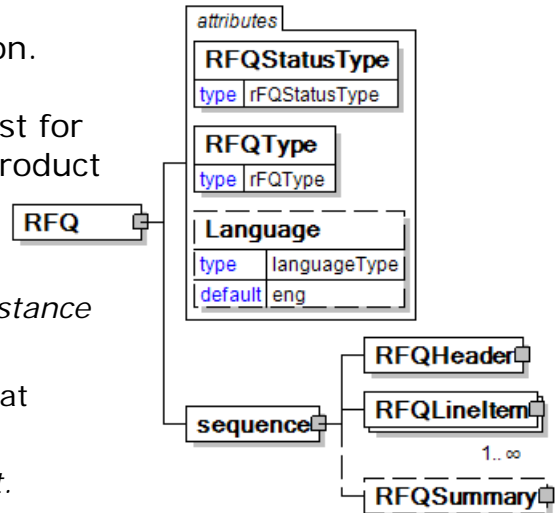 on.
st for
roduct
stance
at
t.
attributes
RFQStatusType
type rFQStatusType
RFQType
type rFQType
Language
type languageType
default eng
RFQ
sequence
RFQHeader
RFQLineItem
1.. ∞
RFQSummary